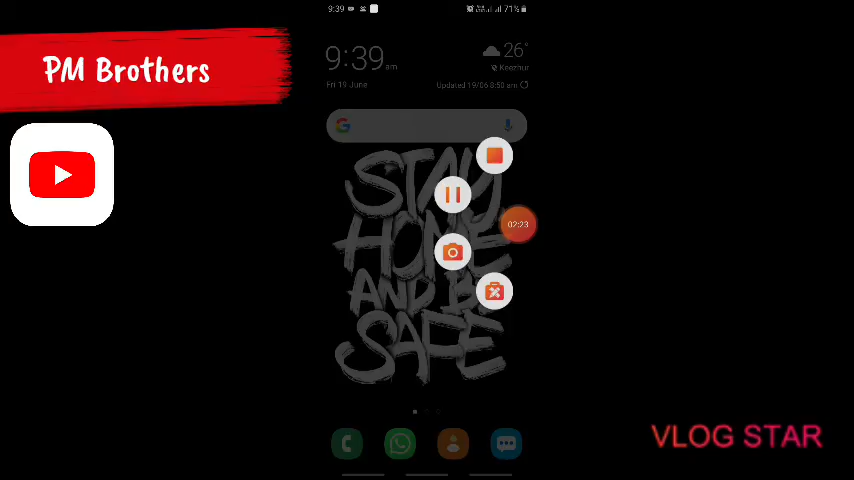 PM Brothers
9:39
71%
9:39 am
26°
Keezhur
Fri 19 June
Updated 19/06 8:50 am
STAY
HOME
AND BE
SAFE
02:23
VLOG STAR